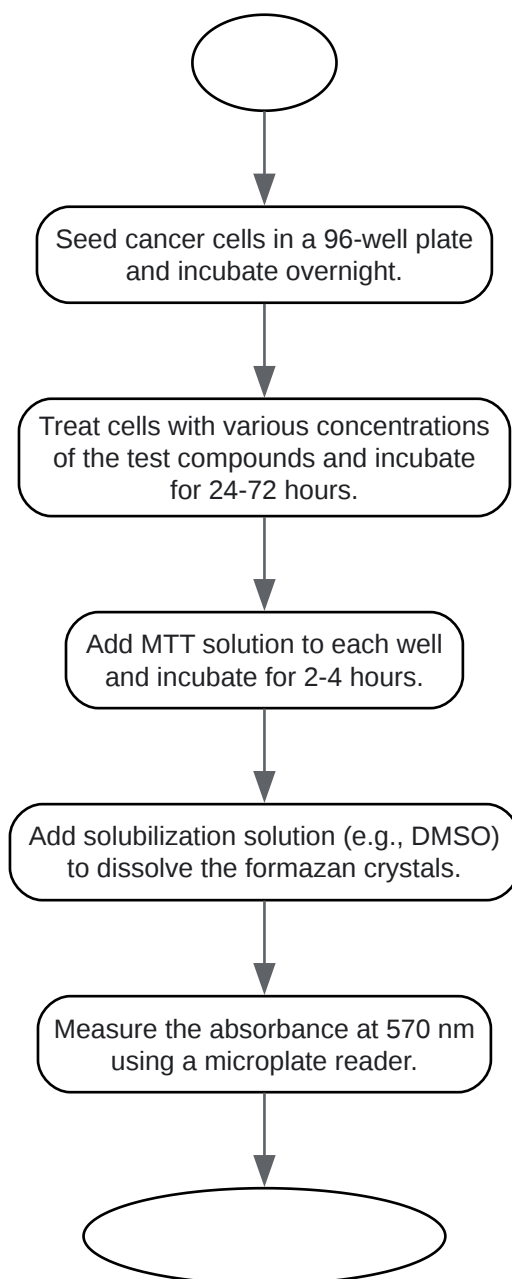 Seed cancer cells in a 96-well plate
and incubate overnight.
Treat cells with various concentrations
of the test compounds and incubate
for 24-72 hours.
Add MTT solution to each well
and incubate for 2-4 hours.
Add solubilization solution (e.g., DMSO)
to dissolve the formazan crystals.
Measure the absorbance at 570 nm
using a microplate reader.